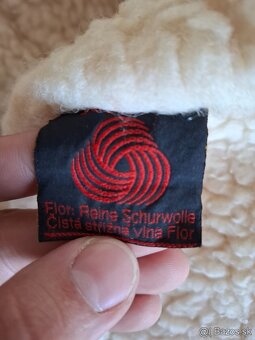 Flor: Reine Schurwolle
Čistá strižná vlna Flor
© Bazos.sk